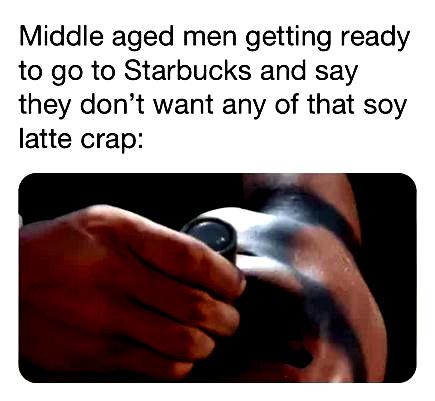 Middle aged men getting ready
to go to Starbucks and say
they don’t want any of that soy
latte crap: